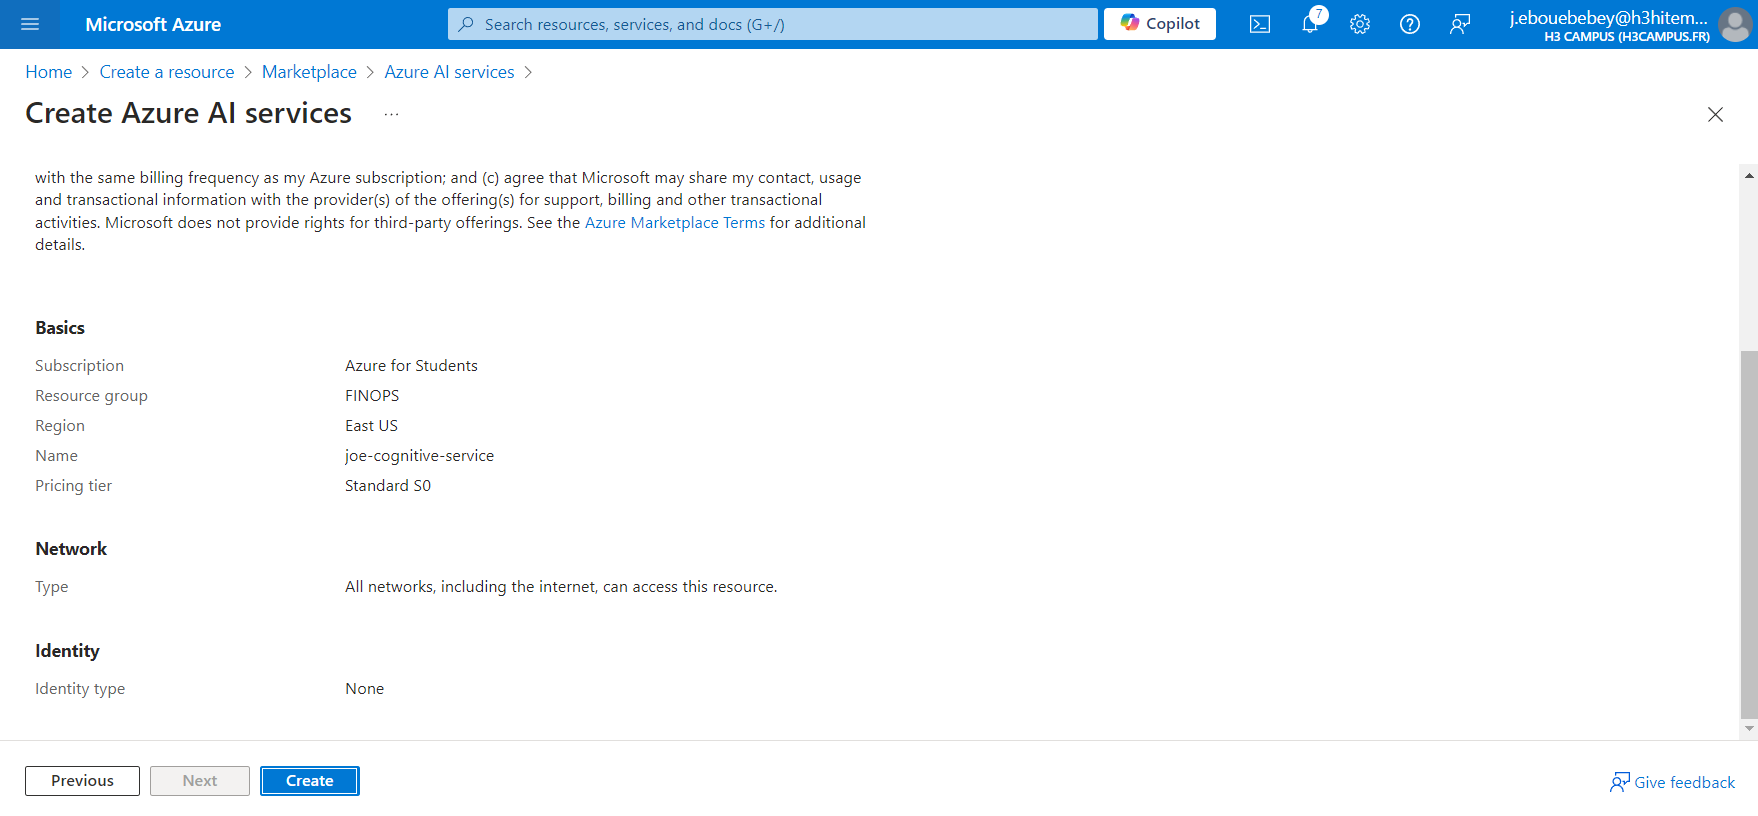 Microsoft Azure
Search resources, services, and docs (G+/)
Copilot
7
j.ebouebebey@h3hitem...
H3 CAMPUS (H3CAMPUS.FR)
Home > Create a resource > Marketplace > Azure AI services >
Create Azure AI services ...
with the same billing frequency as my Azure subscription; and (c) agree that Microsoft may share my contact, usage
and transactional information with the provider(s) of the offering(s) for support, billing and other transactional
activities. Microsoft does not provide rights for third-party offerings. See the Azure Marketplace Terms for additional
details.
Basics
Subscription Azure for Students
Resource group FINOPS
Region East US
Name joe-cognitive-service
Pricing tier Standard S0
Network
Type All networks, including the internet, can access this resource.
Identity
Identity type None
Previous Next Create
Give feedback